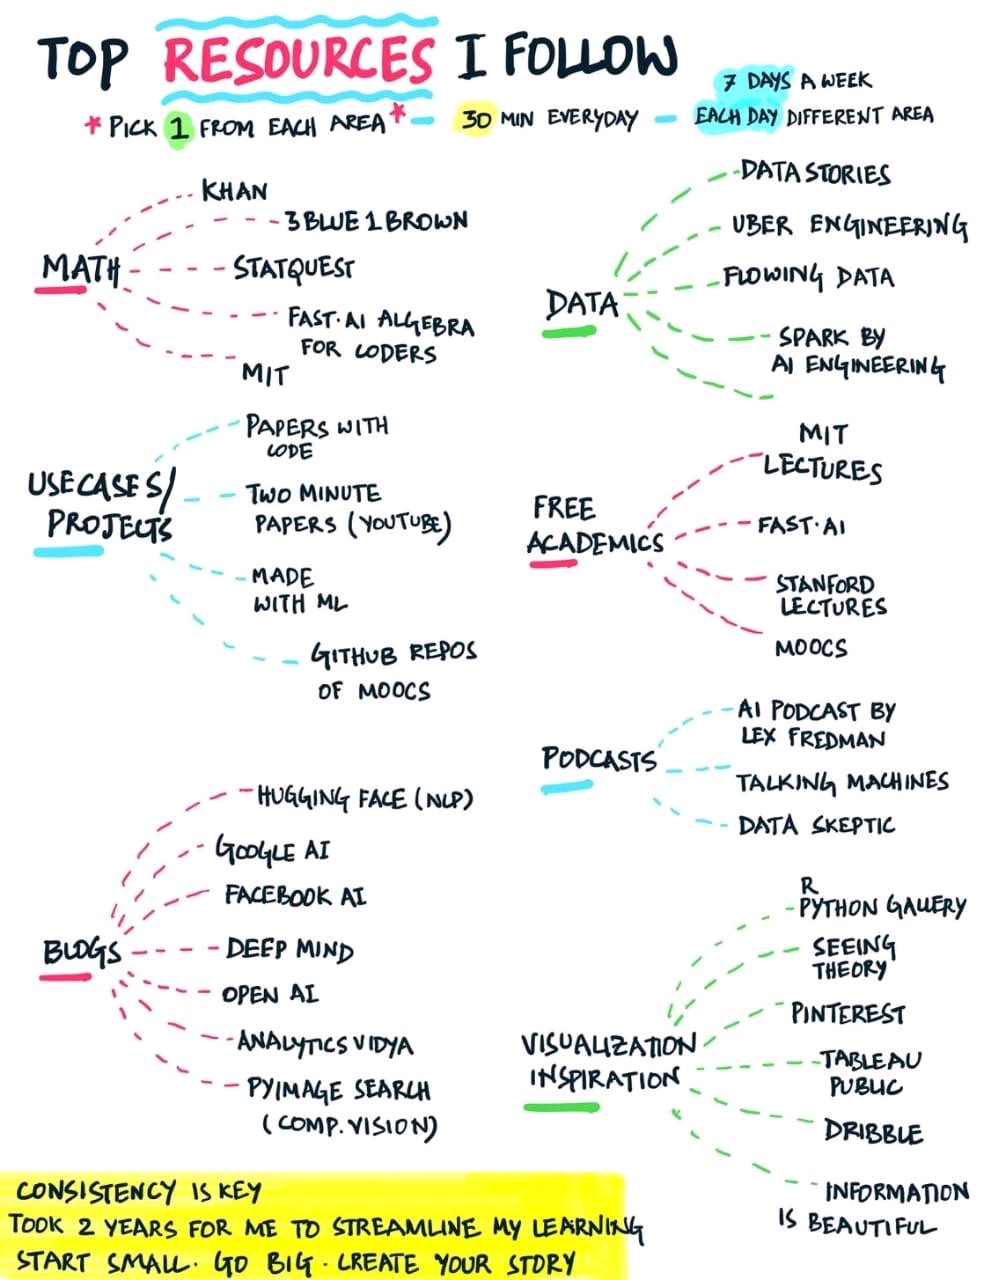 TOP RESOURCES I FOLLOW
7 DAYS A WEEK
* PICK 1 FROM EACH AREA * - 30 MIN EVERYDAY - EACH DAY DIFFERENT AREA
MATH
KHAN
3 BLUE 1 BROWN
STATQUEST
FAST.AI ALGEBRA
FOR CODERS
MIT
DATA
DATA STORIES
UBER ENGINEERING
FLOWING DATA
SPARK BY
AI ENGINEERING
USECASES/
PROJECTS
PAPERS WITH
CODE
TWO MINUTE
PAPERS (YOUTUBE)
MADE
WITH ML
GITHUB REPOS
OF MOOCS
FREE
ACADEMICS
MIT
LECTURES
FAST.AI
STANFORD
LECTURES
MOOCS
PODCASTS
AI PODCAST BY
LEX FREDMAN
TALKING MACHINES
DATA SKEPTIC
BLOGS
HUGGING FACE (NLP)
GOOGLE AI
FACEBOOK AI
DEEP MIND
OPEN AI
ANALYTICS VIDYA
PYIMAGE SEARCH
(COMP. VISION)
VISUALIZATION
INSPIRATION
R
PYTHON GALLERY
SEEING
THEORY
PINTEREST
TABLEAU
PUBLIC
DRIBBLE
INFORMATION
IS BEAUTIFUL
CONSISTENCY IS KEY
TOOK 2 YEARS FOR ME TO STREAMLINE MY LEARNING
START SMALL. GO BIG. CREATE YOUR STORY